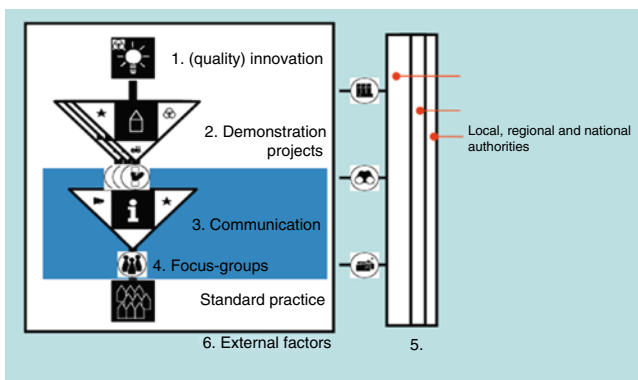 1. (quality) innovation
2. Demonstration
projects
3. Communication
4. Focus-groups
Standard practice
6. External factors
5.
Local, regional and national
authorities